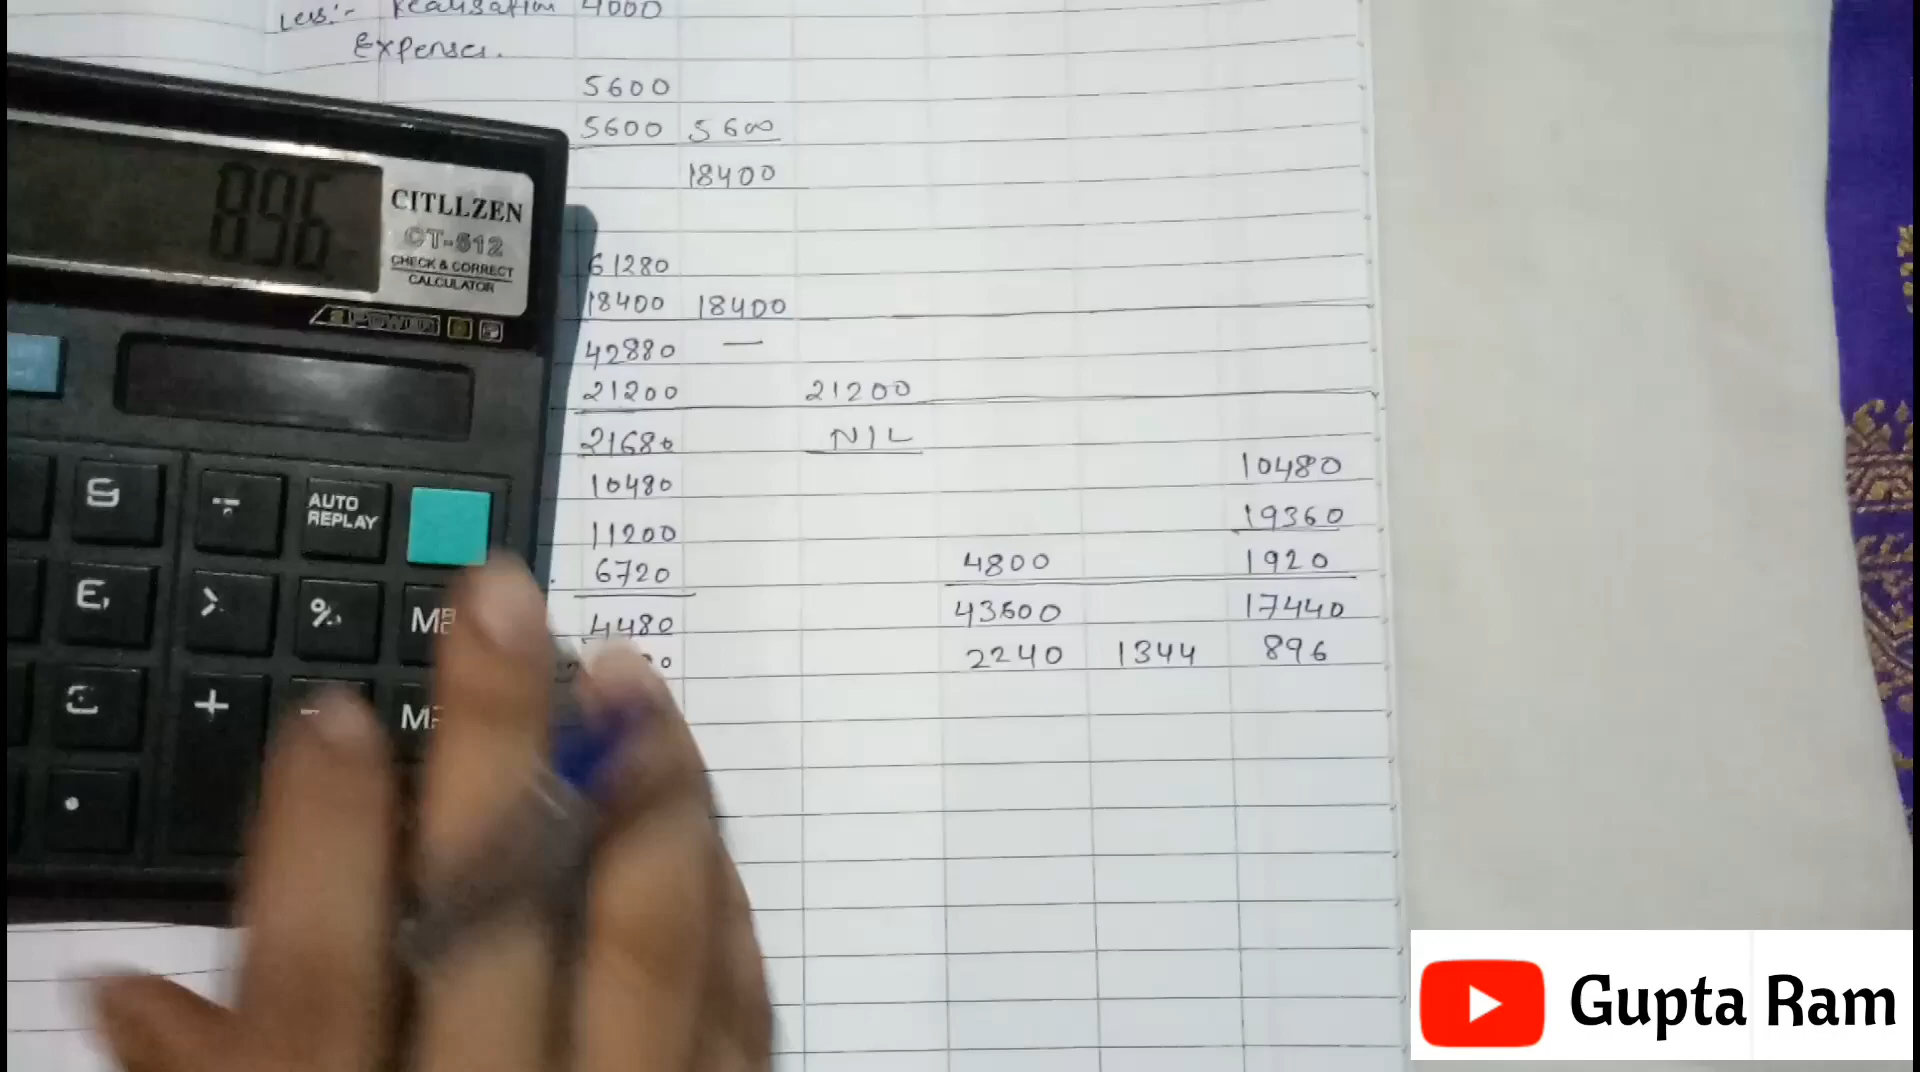 Less:- Realisation 4000
Expenses.
5600
5600 5600
18400
61280
18400 18400
42880 —
21200 21200
21680 NIL
10480 10480
11200 19360
6720 4800 1920
4480 43600 17440
2240 1344 896
896
CITLLZEN
CT-512
CHECK & CORRECT
CALCULATOR
2 POWER
AUTO
REPLAY
%
+
-
Gupta Ram